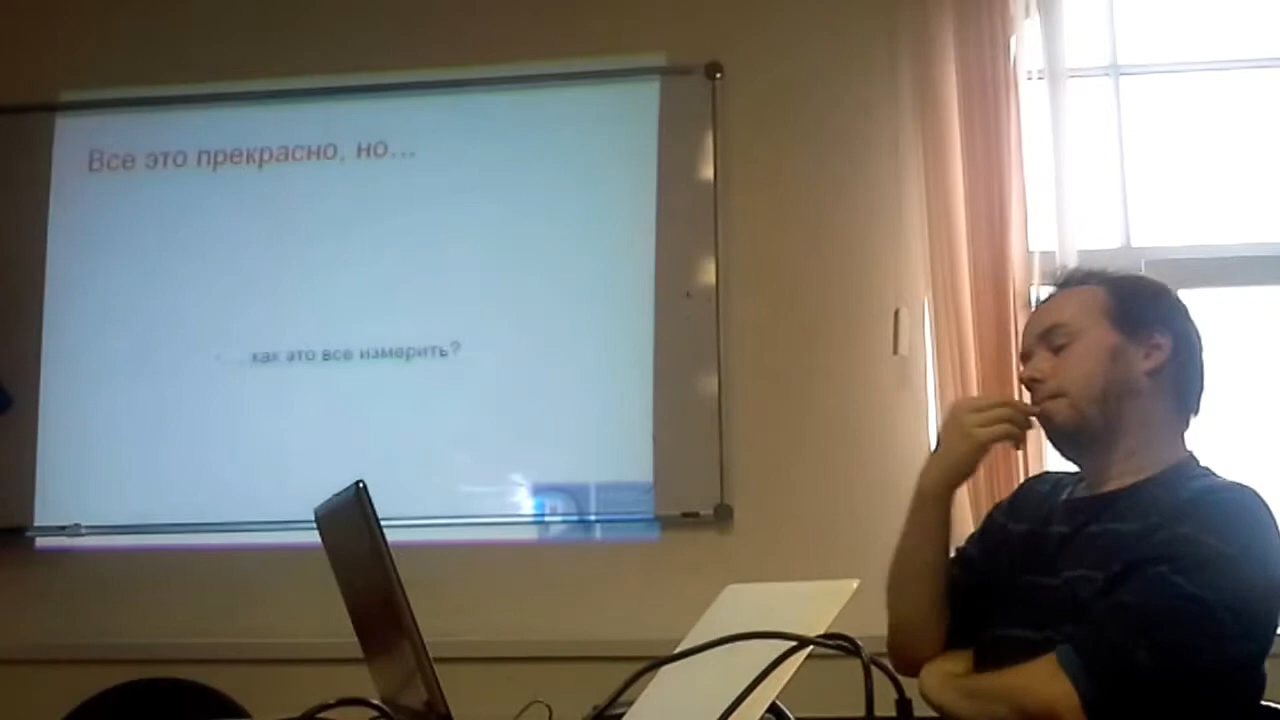 Все это прекрасно, но...
... как это все измерить?